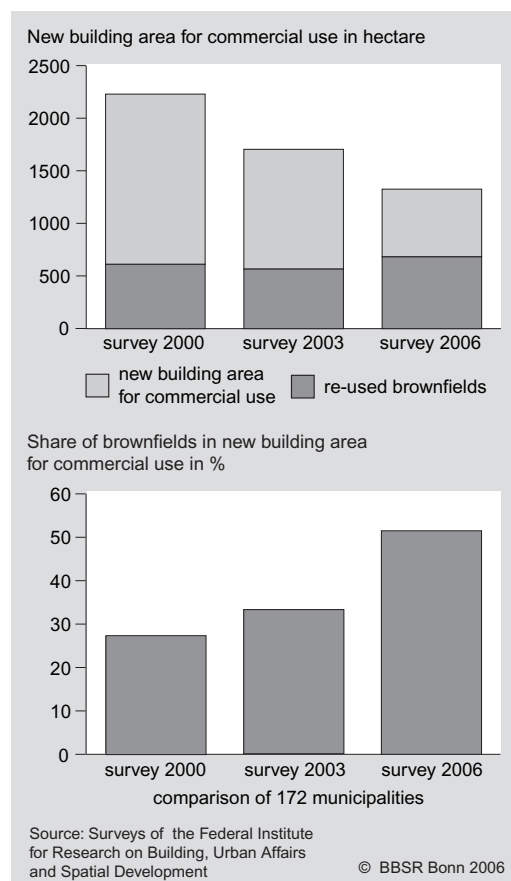 New building area for commercial use in hectare
2500
2000
1500
1000
500
0
survey 2000 survey 2003 survey 2006
new building area
for commercial use
re-used brownfields
Share of brownfields in new building area
for commercial use in %
60
50
40
30
20
10
0
survey 2000 survey 2003 survey 2006
comparison of 172 municipalities
Source: Surveys of the Federal Institute
for Research on Building, Urban Affairs
and Spatial Development
© BBSR Bonn 2006